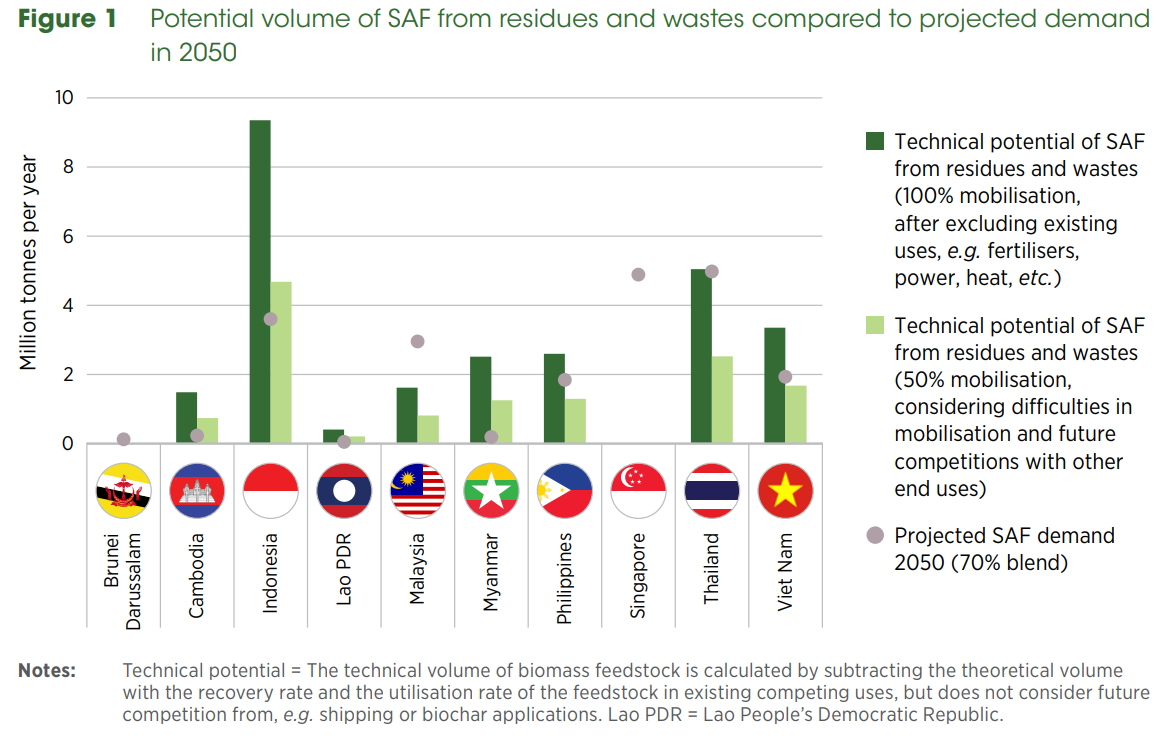 Figure 1 Potential volume of SAF from residues and wastes compared to projected demand
in 2050
Million tonnes per year
10
8
6
4
2
0
Brunei
Darussalam
Cambodia
Indonesia
Lao PDR
Malaysia
Myanmar
Philippines
Singapore
Thailand
Viet Nam
Technical potential of SAF
from residues and wastes
(100% mobilisation,
after excluding existing
uses, e.g. fertilisers,
power, heat, etc.)
Technical potential of SAF
from residues and wastes
(50% mobilisation,
considering difficulties in
mobilisation and future
competitions with other
end uses)
Projected SAF demand
2050 (70% blend)
Notes: Technical potential = The technical volume of biomass feedstock is calculated by subtracting the theoretical volume
with the recovery rate and the utilisation rate of the feedstock in existing competing uses, but does not consider future
competition from, e.g. shipping or biochar applications. Lao PDR = Lao People’s Democratic Republic.